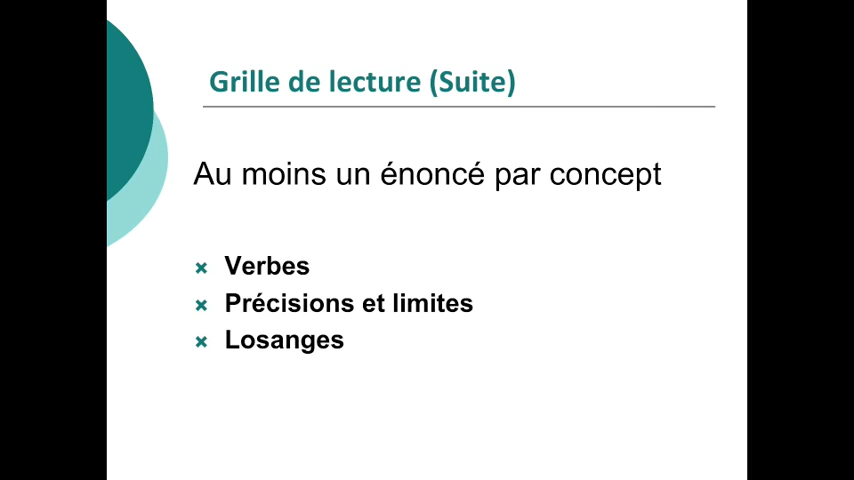 Grille de lecture (Suite)
Au moins un énoncé par concept
Verbes
Précisions et limites
Losanges